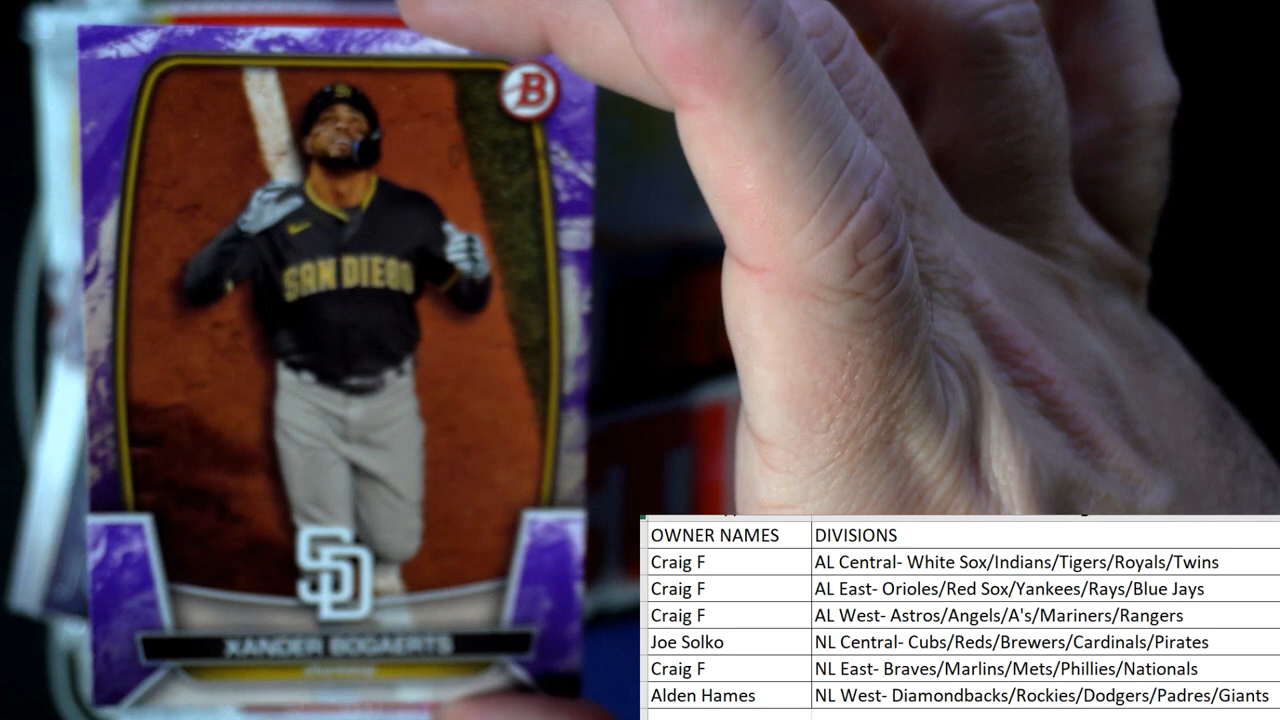 B
SAN DIEGO
SD
XANDER BOGAERTS
OWNER NAMES DIVISIONS
Craig F AL Central- White Sox/Indians/Tigers/Royals/Twins
Craig F AL East- Orioles/Red Sox/Yankees/Rays/Blue Jays
Craig F AL West- Astros/Angels/A's/Mariners/Rangers
Joe Solko NL Central- Cubs/Reds/Brewers/Cardinals/Pirates
Craig F NL East- Braves/Marlins/Mets/Phillies/Nationals
Alden Hames NL West- Diamondbacks/Rockies/Dodgers/Padres/Giants